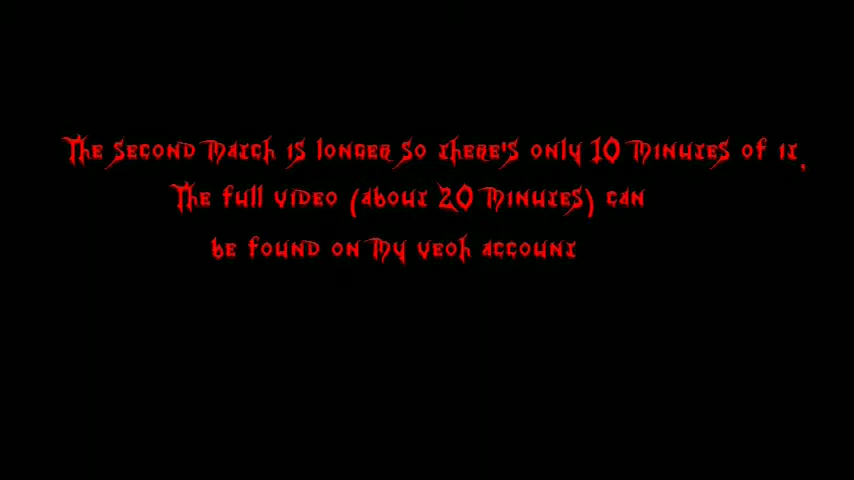 The second match is longer so there's only 10 minutes of it,
The full video (about 20 minutes) can
be found on my veoh account